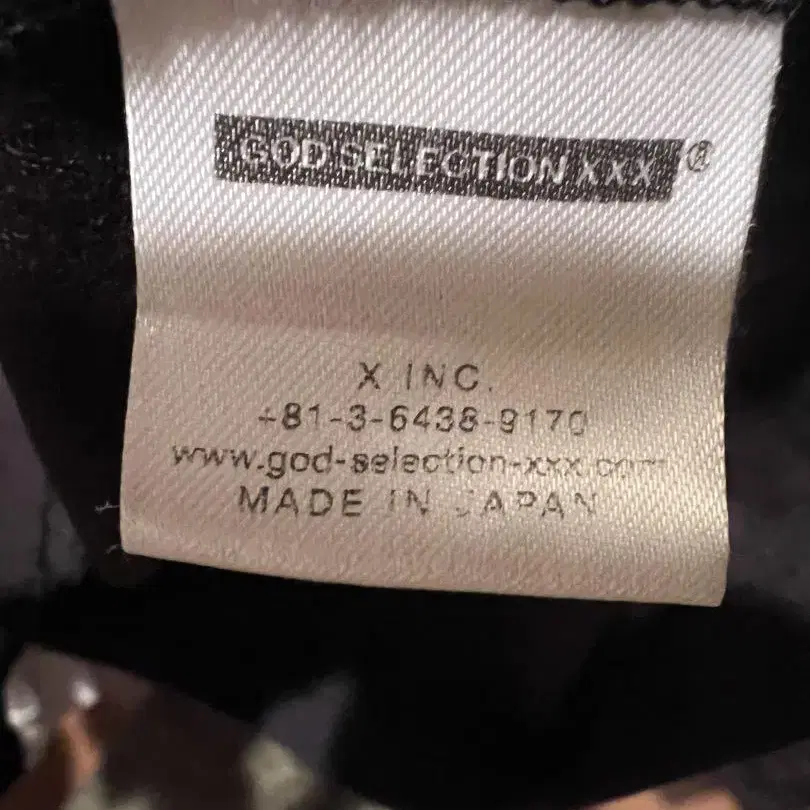 GOD SELECTION XXX®
X INC.
+81-3-6438-9170
www.god-selection-xxx.com
MADE IN JAPAN